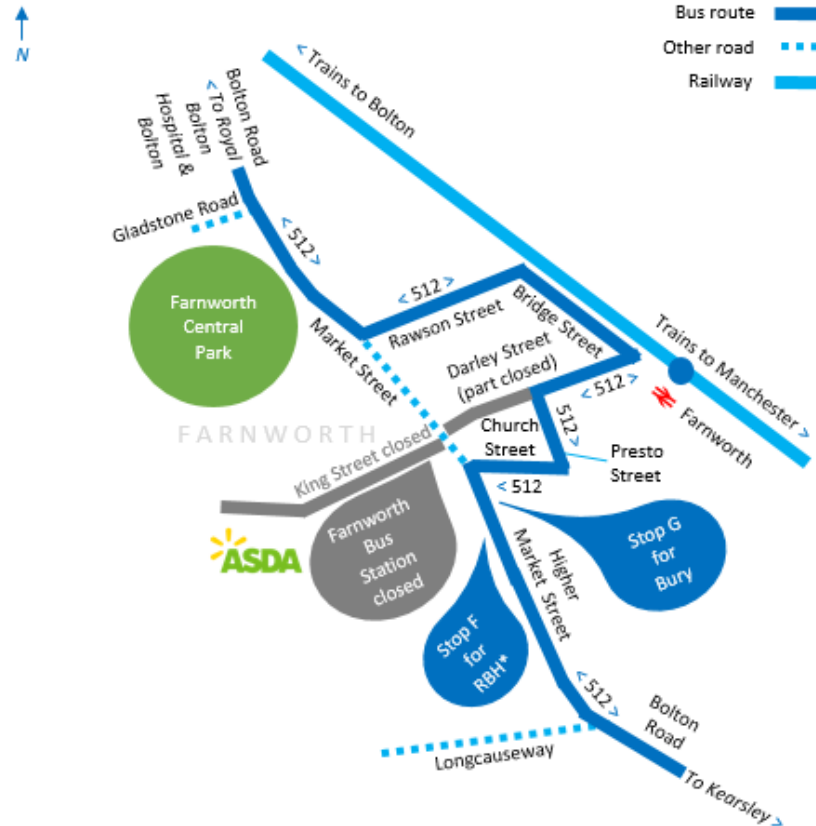 N
Bus route
Other road
Railway
< Trains to Bolton
Bolton Road
< To Royal
Bolton
Hospital &
Bolton
Gladstone Road
< 512 >
Farnworth
Central
Park
Market Street
< 512 >
Rawson Street
Bridge Street
Darley Street
(part closed)
< 512 >
Trains to Manchester >
Farnworth
FARNWORTH
King Street closed
Church
Street
512 >
Presto
Street
< 512
ASDA
Farnworth
Bus
Station
closed
Stop G
for
Bury
Higher
Market Street
Stop F
for
RBH*
< 512 >
Bolton
Road
Longcauseway
To Kearsley >